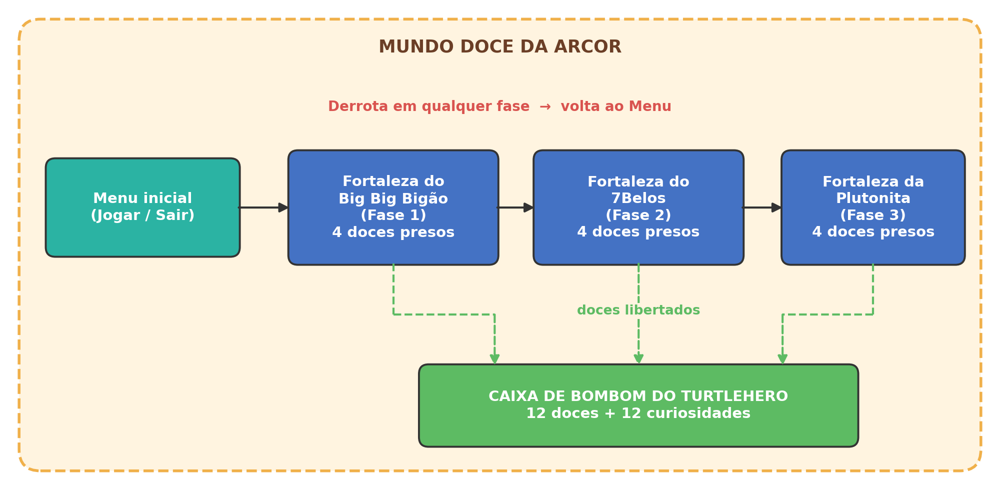 MUNDO DOCE DA ARCOR
Derrota em qualquer fase → volta ao Menu
Menu inicial
(Jogar / Sair)
Fortaleza do
Big Big Bigão
(Fase 1)
4 doces presos
Fortaleza do
7Belos
(Fase 2)
4 doces presos
Fortaleza da
Plutonita
(Fase 3)
4 doces presos
doces libertados
CAIXA DE BOMBOM DO TURTLEHERO
12 doces + 12 curiosidades